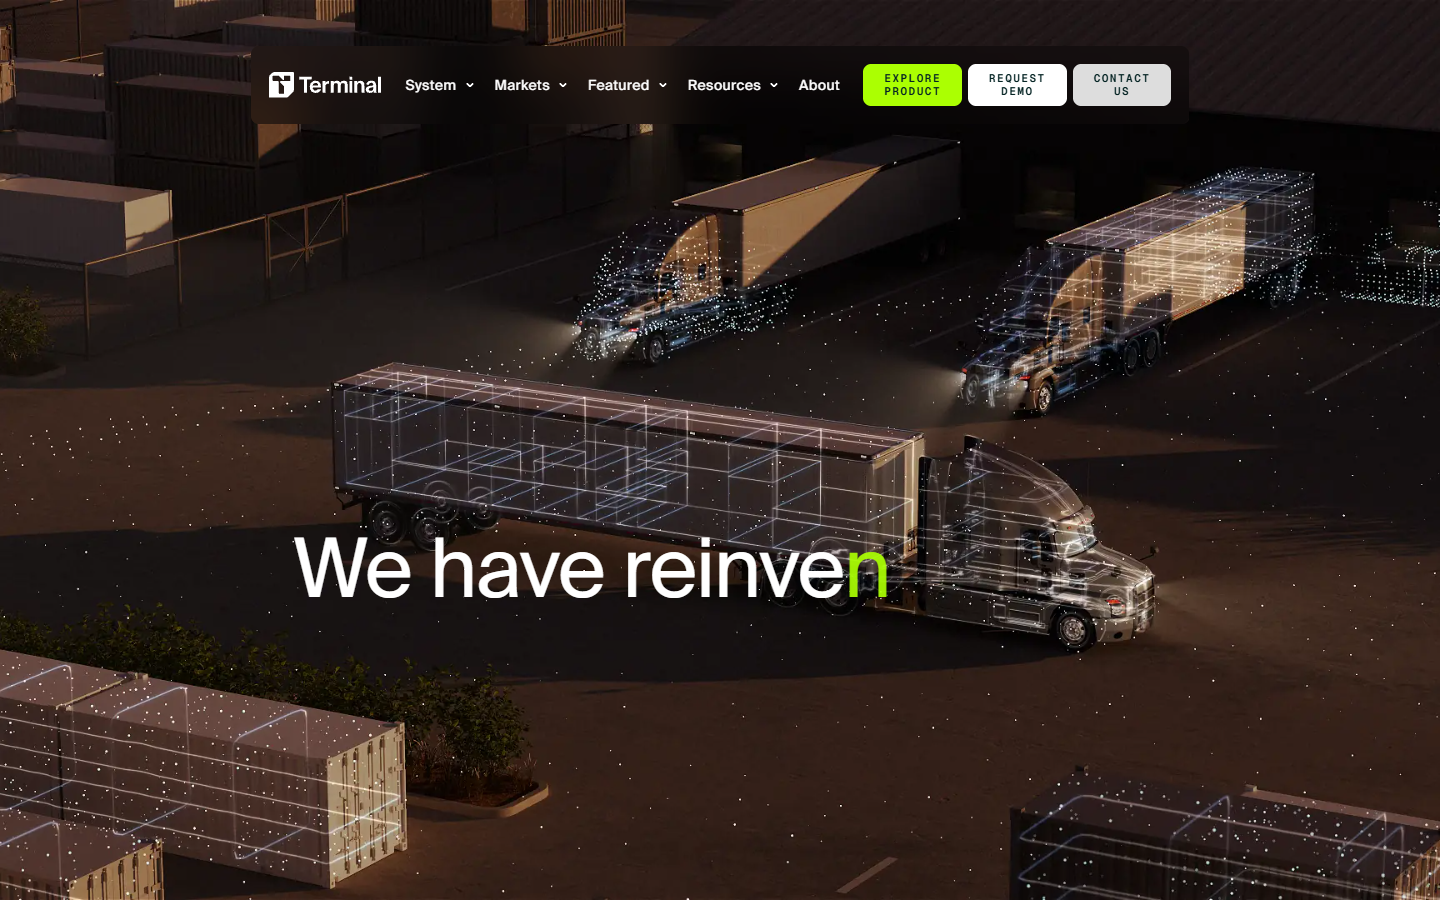 Terminal
System
Markets
Featured
Resources
About
EXPLORE
PRODUCT
REQUEST
DEMO
CONTACT
US
We have reinven